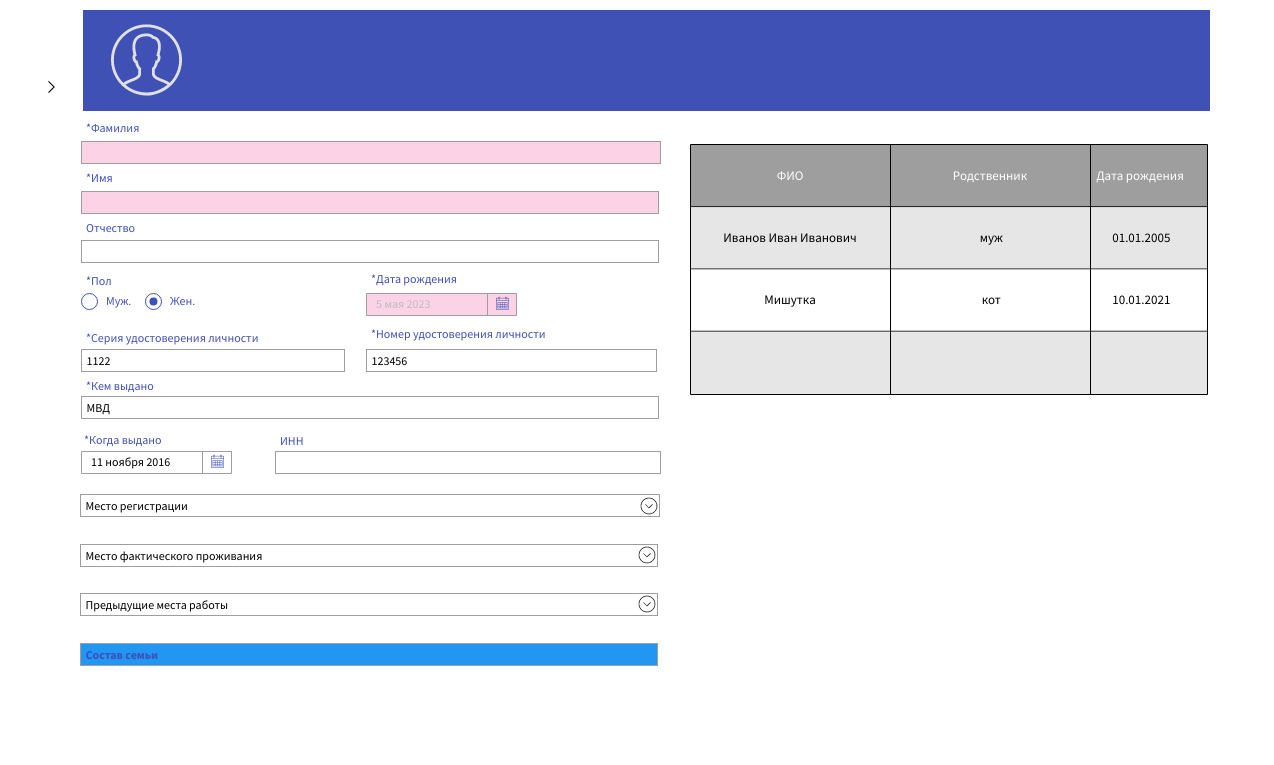 *Фамилия
*Имя
Отчество
*Пол
*Дата рождения
Муж.
Жен.
5 мая 2023
*Серия удостоверения личности
*Номер удостоверения личности
1122
123456
*Кем выдано
МВД
*Когда выдано
ИНН
11 ноября 2016
Место регистрации
Место фактического проживания
Предыдущие места работы
Состав семьи
ФИО Родственник Дата рождения
Иванов Иван Иванович муж 01.01.2005
Мишутка кот 10.01.2021